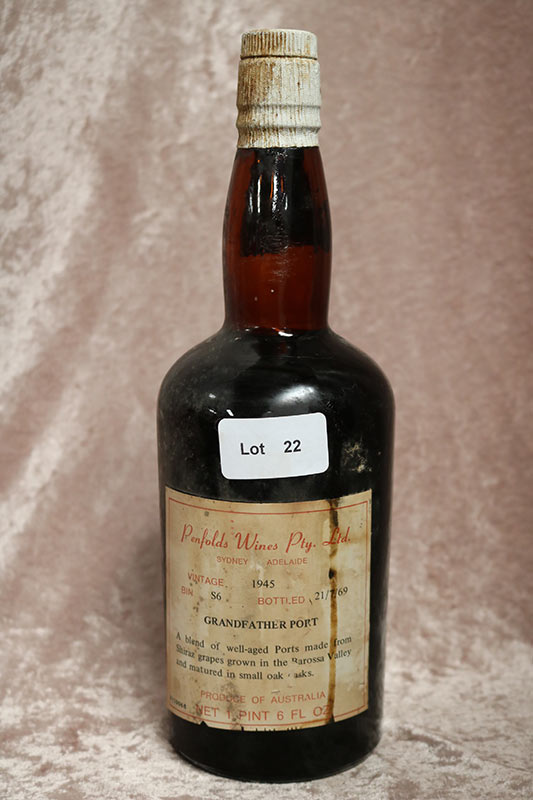 Lot 22
Penfolds Wines Pty. Ltd.
SYDNEY ADELAIDE
VINTAGE 1945
BIN S6 BOTTLED 21/7/69
GRANDFATHER PORT
A blend of well-aged Ports made from
Shiraz grapes grown in the Barossa Valley
and matured in small oak casks.
PRODUCE OF AUSTRALIA
NET 1 PINT 6 FL OZ